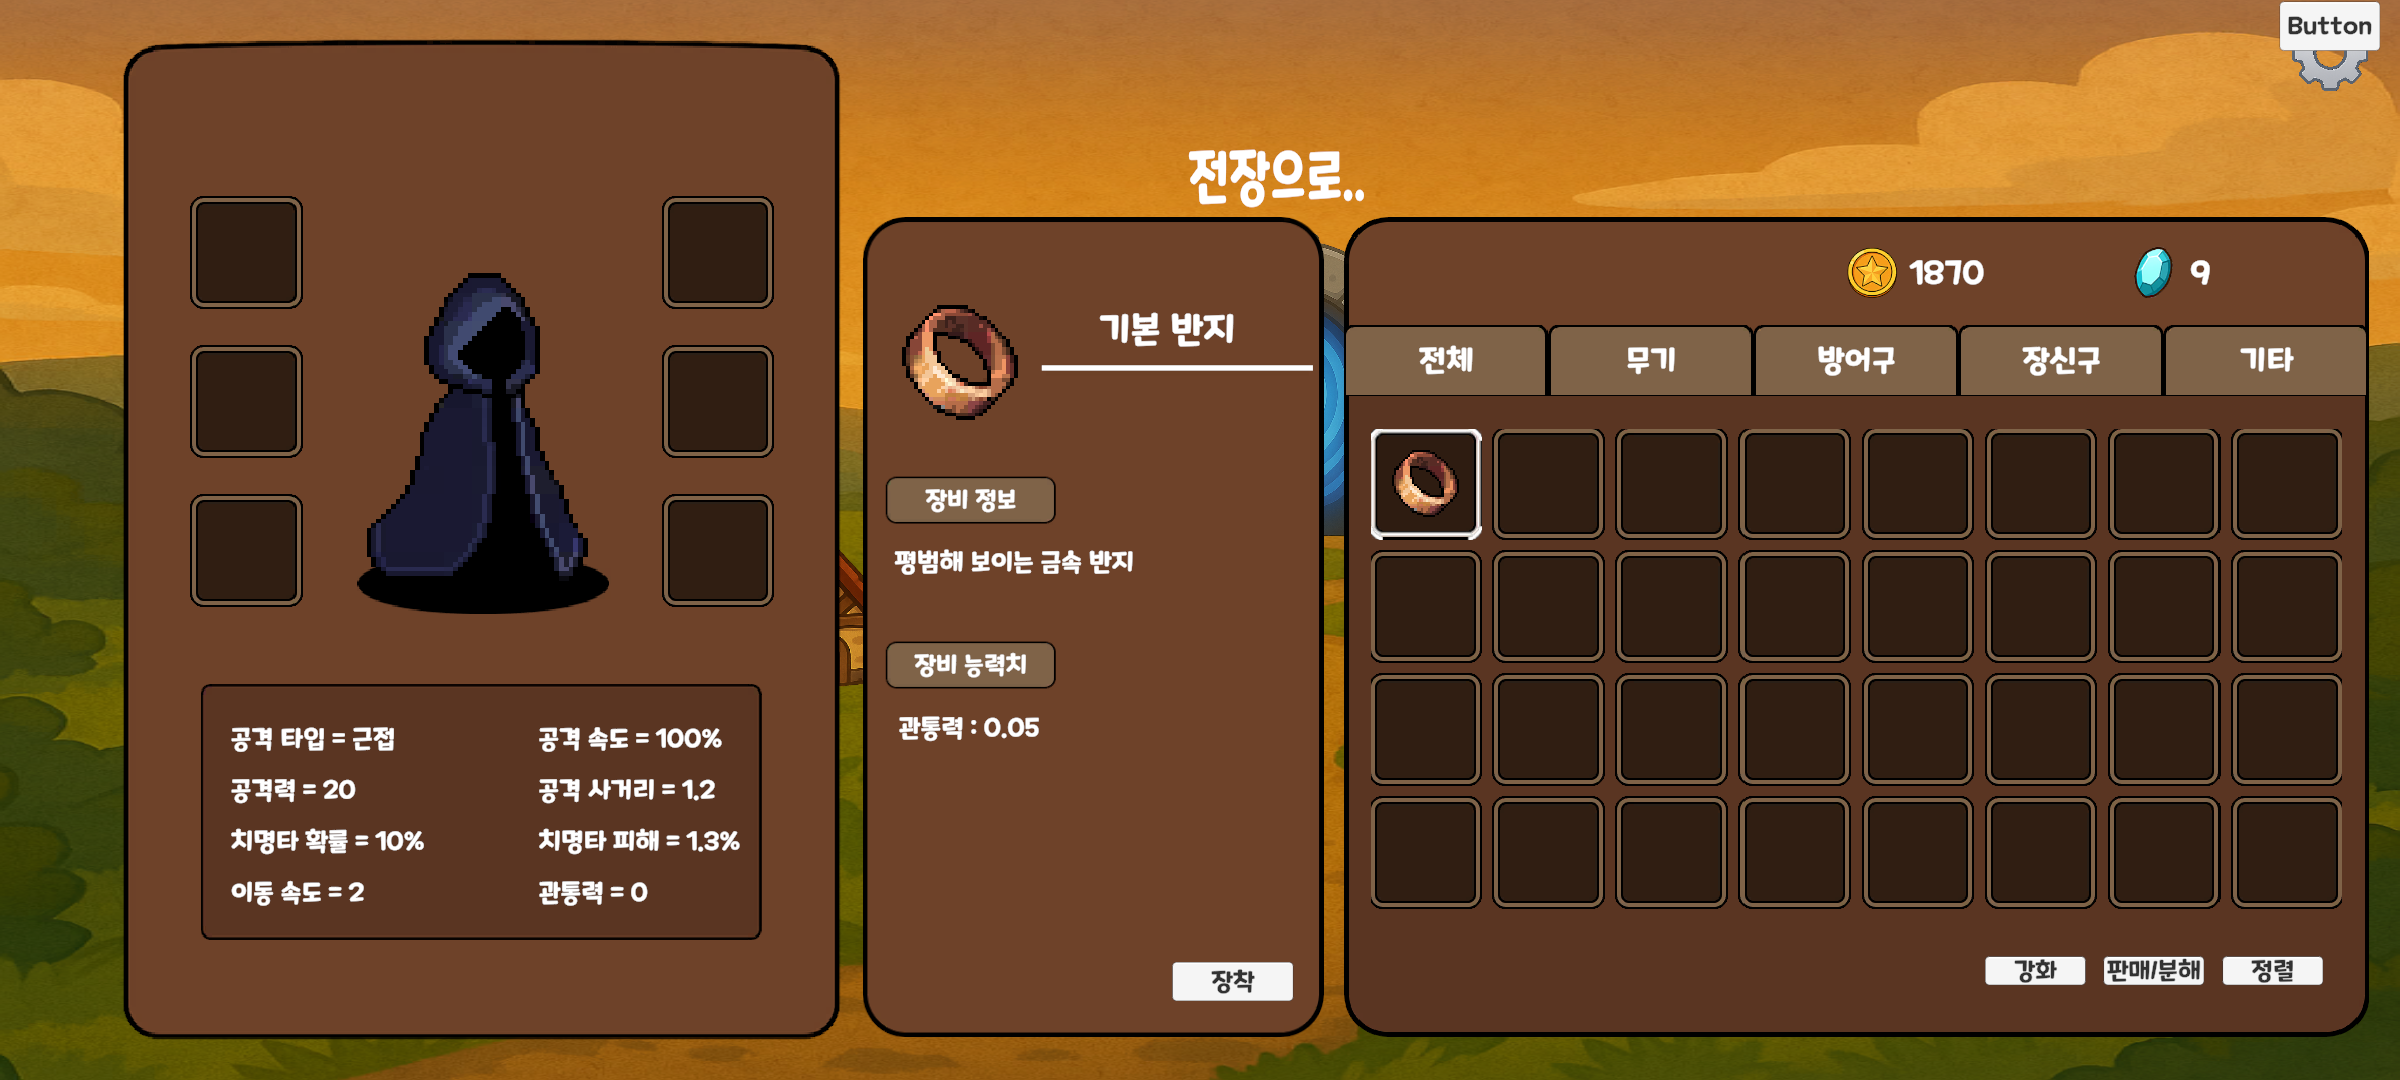 Button
전장으로..
공격 타입 = 근접
공격 속도 = 100%
공격력 = 20
공격 사거리 = 1.2
치명타 확률 = 10%
치명타 피해 = 1.3%
이동 속도 = 2
관통력 = 0
기본 반지
장비 정보
평범해 보이는 금속 반지
장비 능력치
관통력 : 0.05
장착
1870
9
전체
무기
방어구
장신구
기타
강화
판매/분해
정렬